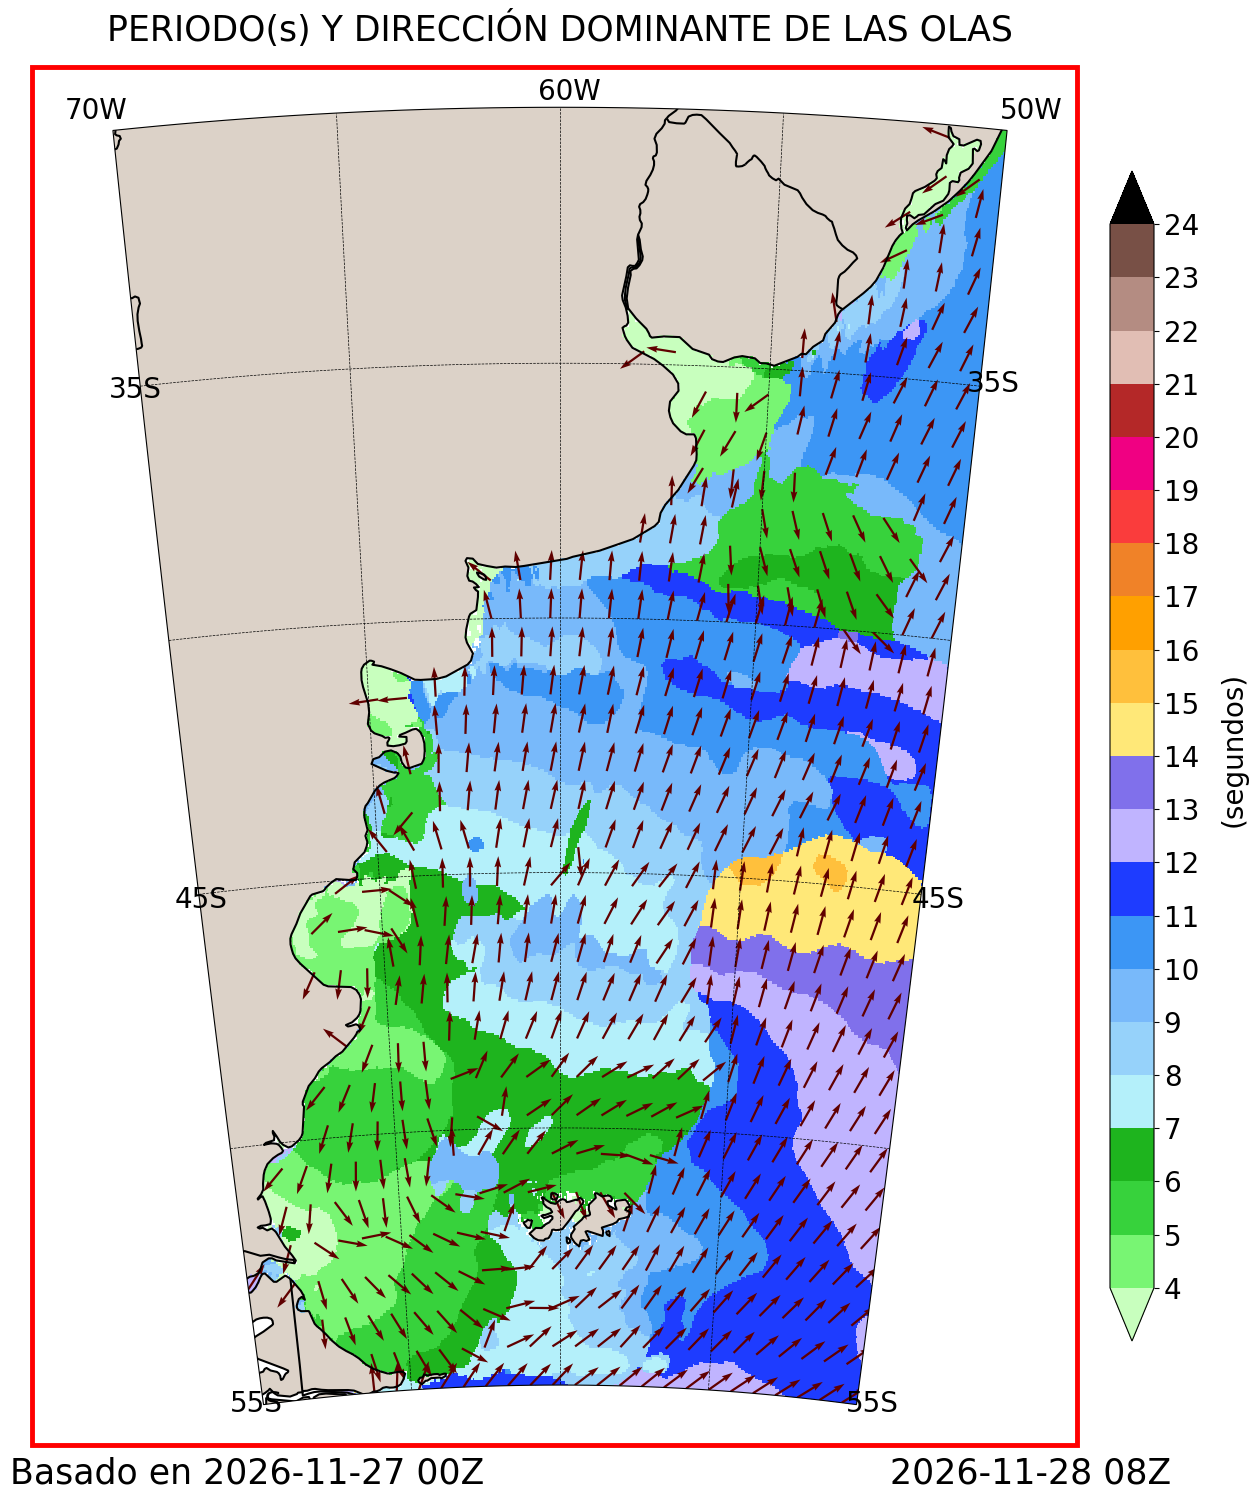 PERIODO(s) Y DIRECCIÓN DOMINANTE DE LAS OLAS
70W
60W
50W
35S
35S
45S
45S
55S
55S
24
23
22
21
20
19
18
17
16
15
14
13
12
11
10
9
8
7
6
5
4
(segundos)
Basado en 2026-11-27 00Z
2026-11-28 08Z